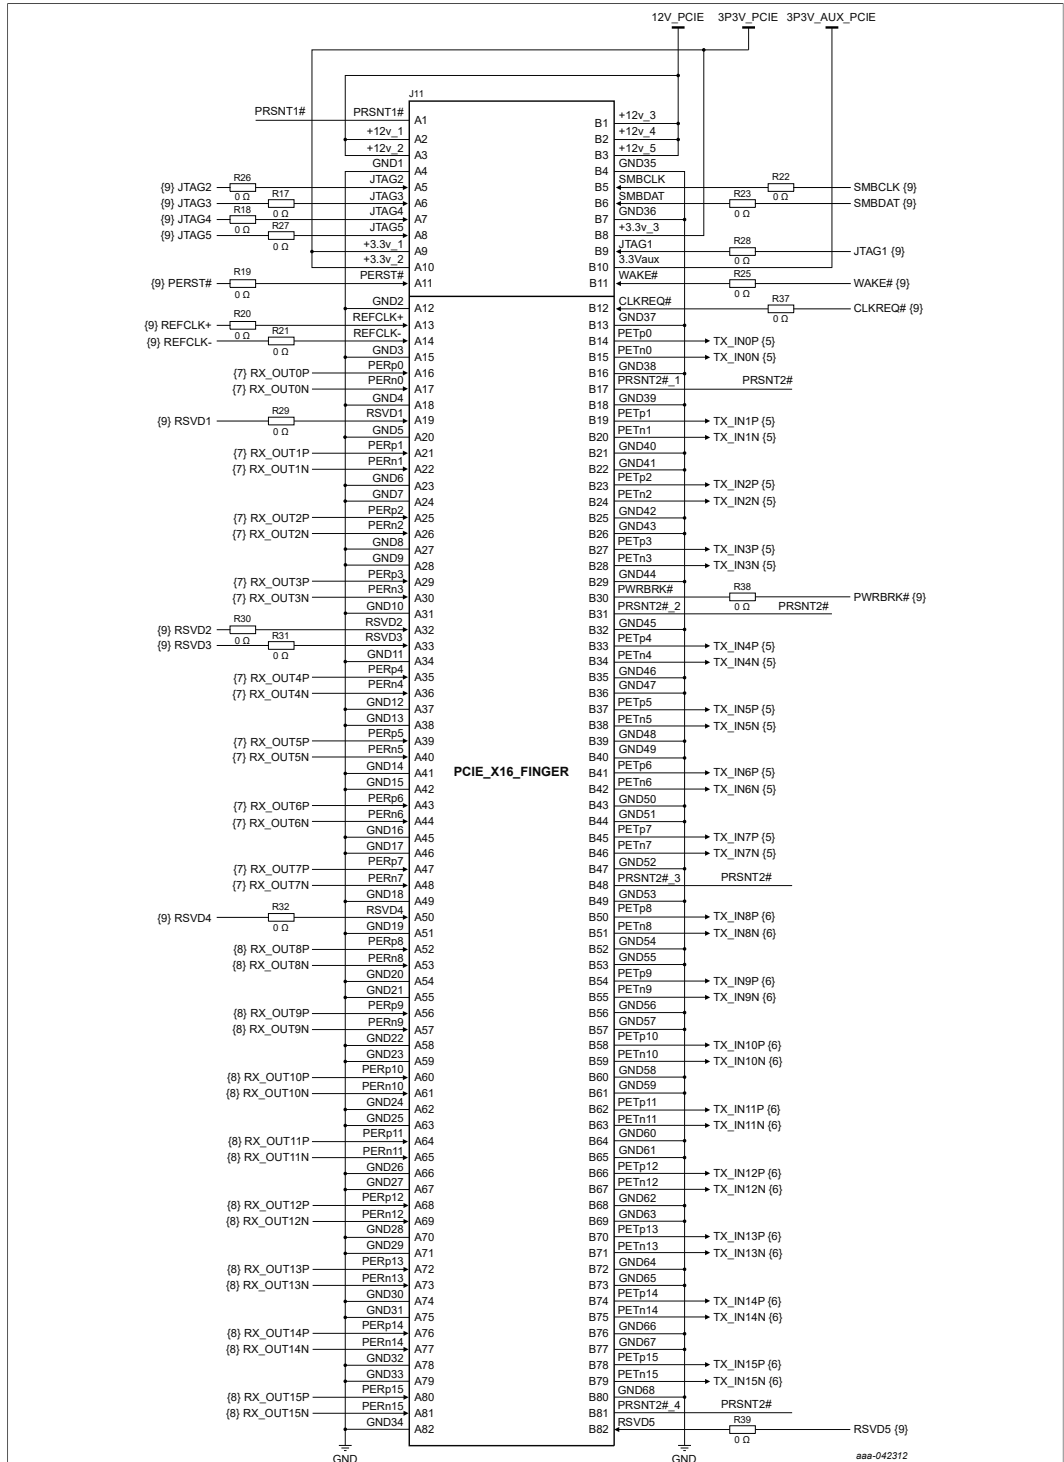 12V_PCIE 3P3V_PCIE 3P3V_AUX_PCIE
J11
PRSNT1# PRSNT1# A1 B1 +12v_3
+12v_1 A2 B2 +12v_4
+12v_2 A3 B3 +12v_5
GND1 A4 B4 GND35
{9} JTAG2 R26 0 Ω JTAG2 A5 B5 SMBCLK R22 0 Ω SMBCLK {9}
{9} JTAG3 R17 0 Ω JTAG3 A6 B6 SMBDAT R23 0 Ω SMBDAT {9}
{9} JTAG4 R18 0 Ω JTAG4 A7 B7 GND36
{9} JTAG5 R27 0 Ω JTAG5 A8 B8 +3.3v_3
+3.3v_1 A9 B9 JTAG1 R28 0 Ω JTAG1 {9}
+3.3v_2 A10 B10 3.3Vaux
{9} PERST# R19 0 Ω PERST# A11 B11 WAKE# R25 0 Ω WAKE# {9}
GND2 A12 B12 CLKREQ# R37 0 Ω CLKREQ# {9}
{9} REFCLK+ R20 0 Ω REFCLK+ A13 B13 GND37
{9} REFCLK- R21 0 Ω REFCLK- A14 B14 PETp0 TX_IN0P {5}
GND3 A15 B15 PETn0 TX_IN0N {5}
{7} RX_OUT0P PERp0 A16 B16 GND38
{7} RX_OUT0N PERn0 A17 B17 PRSNT2#_1 PRSNT2#
GND4 A18 B18 GND39
{9} RSVD1 R29 0 Ω RSVD1 A19 B19 PETp1 TX_IN1P {5}
GND5 A20 B20 PETn1 TX_IN1N {5}
{7} RX_OUT1P PERp1 A21 B21 GND40
{7} RX_OUT1N PERn1 A22 B22 GND41
GND6 A23 B23 PETp2 TX_IN2P {5}
GND7 A24 B24 PETn2 TX_IN2N {5}
{7} RX_OUT2P PERp2 A25 B25 GND42
{7} RX_OUT2N PERn2 A26 B26 GND43
GND8 A27 B27 PETp3 TX_IN3P {5}
GND9 A28 B28 PETn3 TX_IN3N {5}
{7} RX_OUT3P PERp3 A29 B29 GND44
{7} RX_OUT3N PERn3 A30 B30 PWRBRK# R38 0 Ω PWRBRK# {9}
GND10 A31 B31 PRSNT2#_2 PRSNT2#
{9} RSVD2 R30 0 Ω RSVD2 A32 B32 GND45
{9} RSVD3 R31 0 Ω RSVD3 A33 B33 PETp4 TX_IN4P {5}
GND11 A34 B34 PETn4 TX_IN4N {5}
{7} RX_OUT4P PERp4 A35 B35 GND46
{7} RX_OUT4N PERn4 A36 B36 GND47
GND12 A37 B37 PETp5 TX_IN5P {5}
GND13 A38 B38 PETn5 TX_IN5N {5}
{7} RX_OUT5P PERp5 A39 B39 GND48
{7} RX_OUT5N PERn5 A40 B40 GND49
GND14 A41 PCIE_X16_FINGER B41 PETp6 TX_IN6P {5}
GND15 A42 B42 PETn6 TX_IN6N {5}
{7} RX_OUT6P PERp6 A43 B43 GND50
{7} RX_OUT6N PERn6 A44 B44 GND51
GND16 A45 B45 PETp7 TX_IN7P {5}
GND17 A46 B46 PETn7 TX_IN7N {5}
{7} RX_OUT7P PERp7 A47 B47 GND52
{7} RX_OUT7N PERn7 A48 B48 PRSNT2#_3 PRSNT2#
GND18 A49 B49 GND53
{9} RSVD4 R32 0 Ω RSVD4 A50 B50 PETp8 TX_IN8P {6}
GND19 A51 B51 PETn8 TX_IN8N {6}
{8} RX_OUT8P PERp8 A52 B52 GND54
{8} RX_OUT8N PERn8 A53 B53 GND55
GND20 A54 B54 PETp9 TX_IN9P {6}
GND21 A55 B55 PETn9 TX_IN9N {6}
{8} RX_OUT9P PERp9 A56 B56 GND56
{8} RX_OUT9N PERn9 A57 B57 GND57
GND22 A58 B58 PETp10 TX_IN10P {6}
GND23 A59 B59 PETn10 TX_IN10N {6}
{8} RX_OUT10P PERp10 A60 B60 GND58
{8} RX_OUT10N PERn10 A61 B61 GND59
GND24 A62 B62 PETp11 TX_IN11P {6}
GND25 A63 B63 PETn11 TX_IN11N {6}
{8} RX_OUT11P PERp11 A64 B64 GND60
{8} RX_OUT11N PERn11 A65 B65 GND61
GND26 A66 B66 PETp12 TX_IN12P {6}
GND27 A67 B67 PETn12 TX_IN12N {6}
{8} RX_OUT12P PERp12 A68 B68 GND62
{8} RX_OUT12N PERn12 A69 B69 GND63
GND28 A70 B70 PETp13 TX_IN13P {6}
GND29 A71 B71 PETn13 TX_IN13N {6}
{8} RX_OUT13P PERp13 A72 B72 GND64
{8} RX_OUT13N PERn13 A73 B73 GND65
GND30 A74 B74 PETp14 TX_IN14P {6}
GND31 A75 B75 PETn14 TX_IN14N {6}
{8} RX_OUT14P PERp14 A76 B76 GND66
{8} RX_OUT14N PERn14 A77 B77 GND67
GND32 A78 B78 PETp15 TX_IN15P {6}
GND33 A79 B79 PETn15 TX_IN15N {6}
{8} RX_OUT15P PERp15 A80 B80 GND68
{8} RX_OUT15N PERn15 A81 B81 PRSNT2#_4 PRSNT2#
GND34 A82 B82 RSVD5 R39 0 Ω RSVD5 {9}
GND GND
aaa-042312